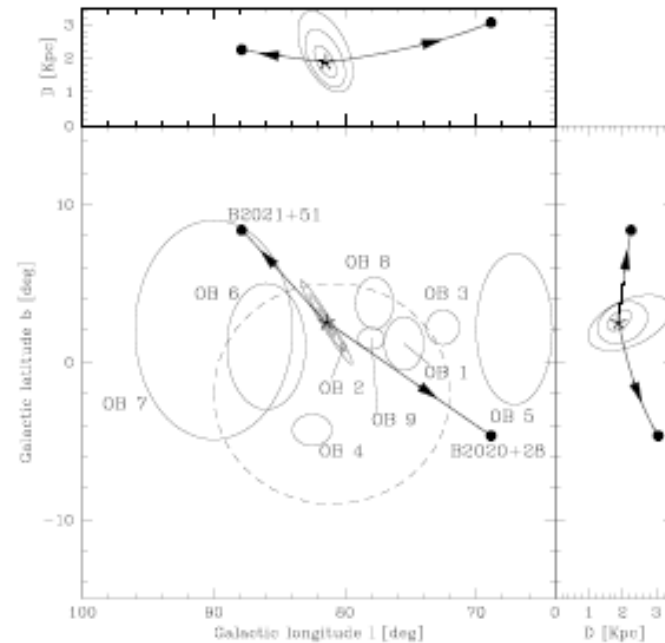 3
2
1
0
D [Kpc]
10
0
-10
Galactic latitude b [deg]
B2021+51
OB 8
OB 6
OB 3
OB 7
OB 2
OB 1
OB 9
OB 5
OB 4
B2020+28
100
90
80
70
0
1
2
3
Galactic longitude l [deg]
D [Kpc]